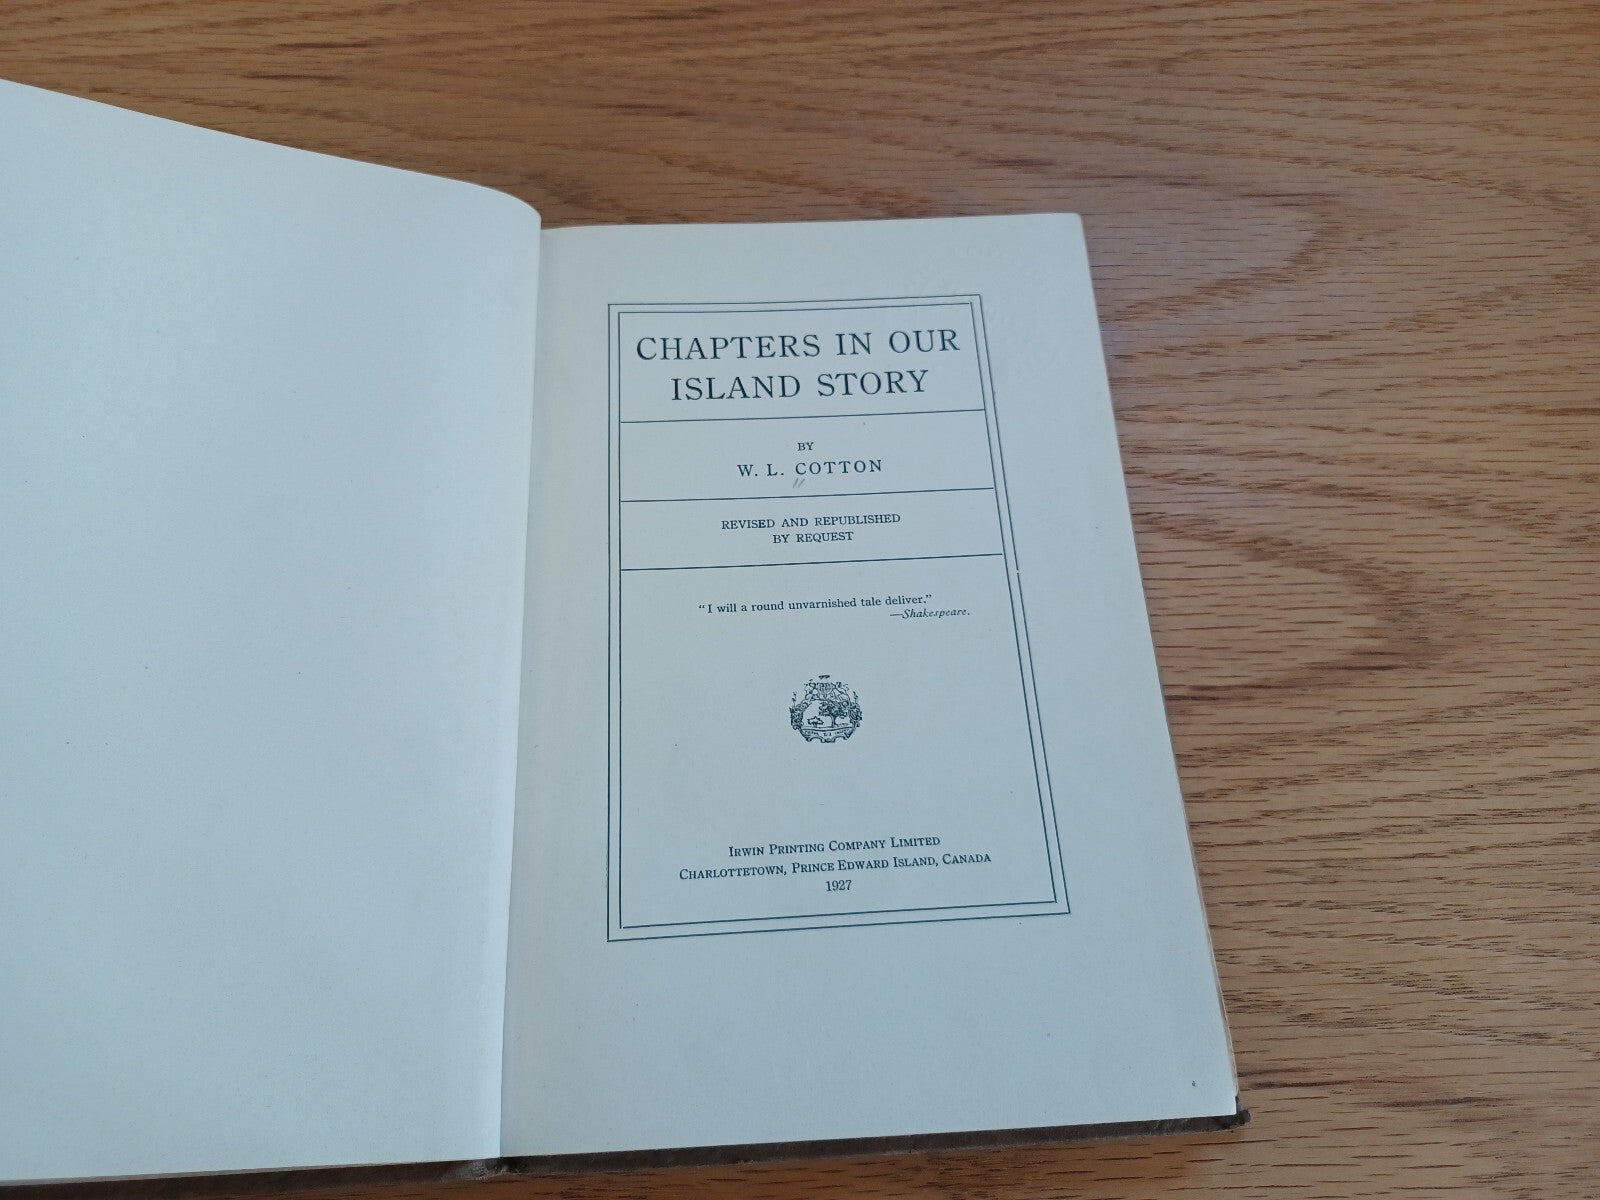 CHAPTERS IN OUR
ISLAND STORY
BY
W. L. COTTON
REVISED AND REPUBLISHED
BY REQUEST
"I will a round unvarnished tale deliver."
—Shakespeare.
IRWIN PRINTING COMPANY LIMITED
CHARLOTTETOWN, PRINCE EDWARD ISLAND, CANADA
1927